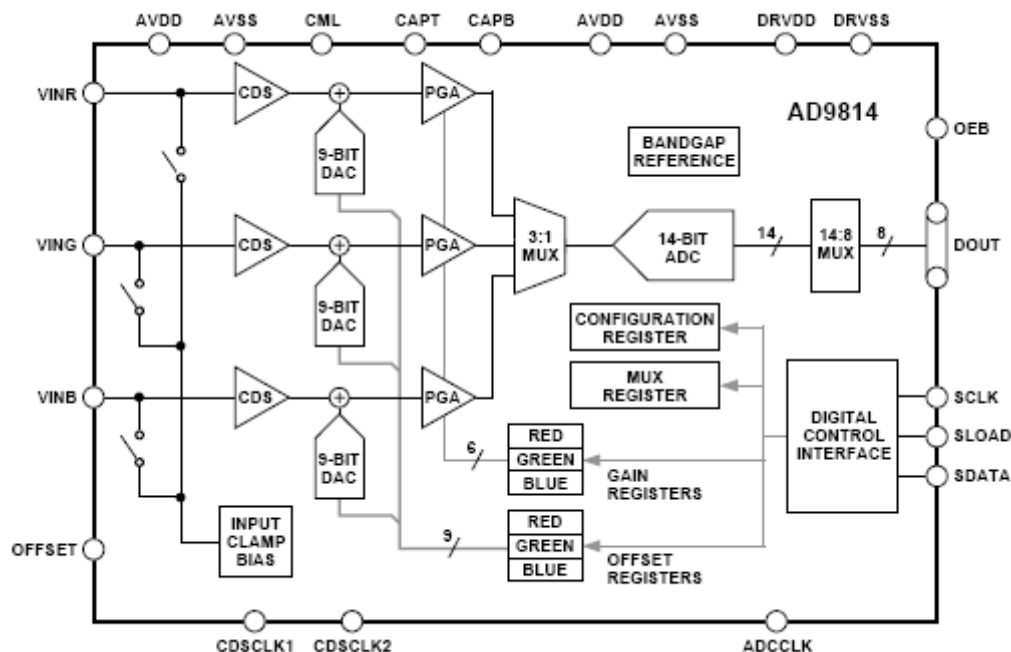 AVDD AVSS CML CAPT CAPB AVDD AVSS DRVDD DRVSS
VINR
CDS
+
PGA
9-BIT
DAC
AD9814
BANDGAP
REFERENCE
OEB
VING
CDS
+
PGA
9-BIT
DAC
3:1
MUX
14-BIT
ADC
14
14:8
MUX
8
DOUT
CONFIGURATION
REGISTER
MUX
REGISTER
VINB
CDS
+
PGA
9-BIT
DAC
6
RED
GREEN
BLUE
GAIN
REGISTERS
DIGITAL
CONTROL
INTERFACE
SCLK
SLOAD
SDATA
9
RED
GREEN
BLUE
OFFSET
REGISTERS
INPUT
CLAMP
BIAS
OFFSET
CDSCLK1 CDSCLK2 ADCCLK